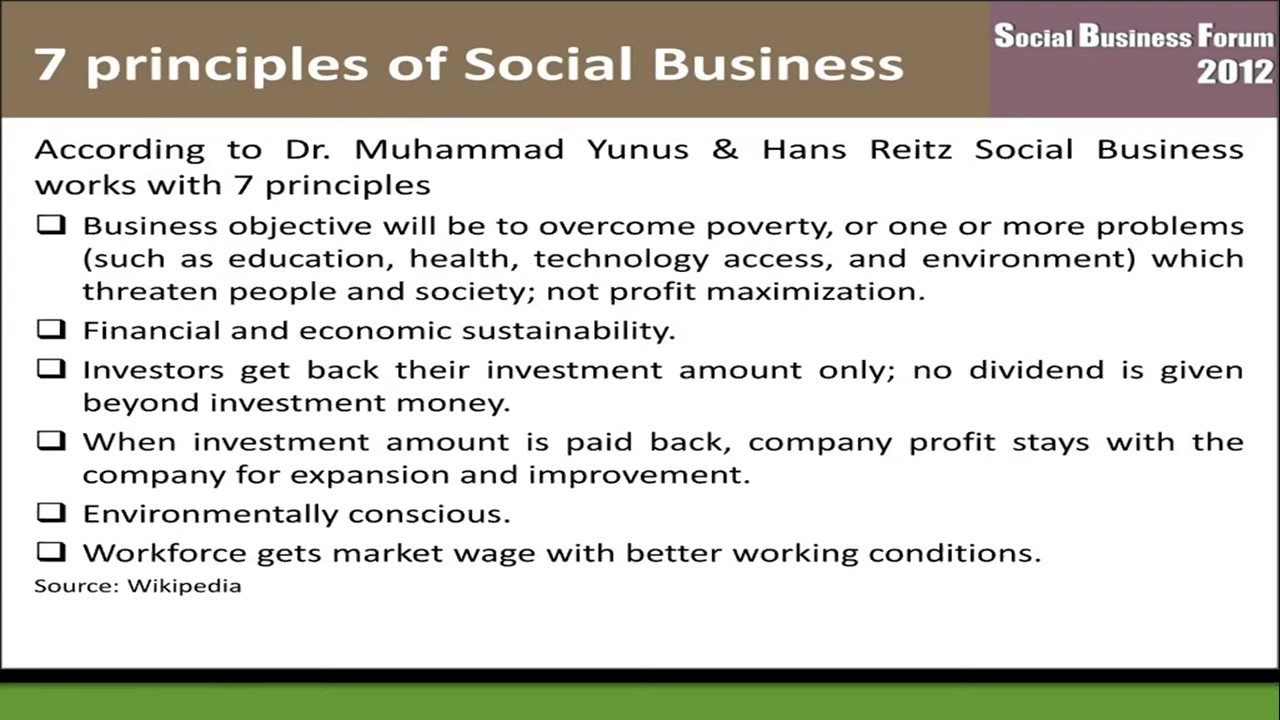 7 principles of Social Business
Social Business Forum
2012
According to Dr. Muhammad Yunus & Hans Reitz Social Business
works with 7 principles
❑ Business objective will be to overcome poverty, or one or more problems
(such as education, health, technology access, and environment) which
threaten people and society; not profit maximization.
❑ Financial and economic sustainability.
❑ Investors get back their investment amount only; no dividend is given
beyond investment money.
❑ When investment amount is paid back, company profit stays with the
company for expansion and improvement.
❑ Environmentally conscious.
❑ Workforce gets market wage with better working conditions.
Source: Wikipedia